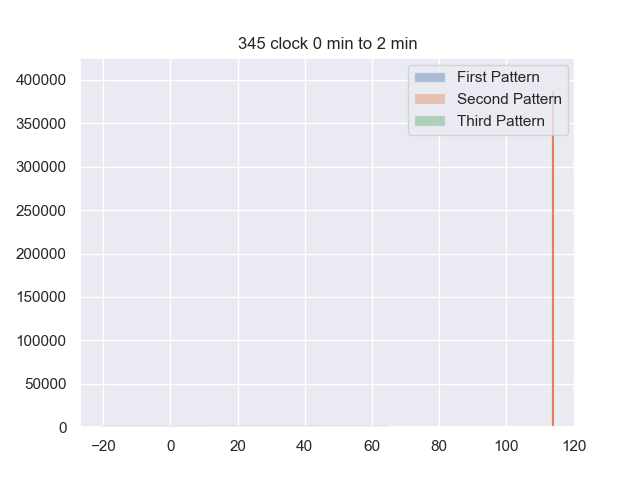 345 clock 0 min to 2 min
First Pattern
Second Pattern
Third Pattern
400000
350000
300000
250000
200000
150000
100000
50000
0
−20 0 20 40 60 80 100 120